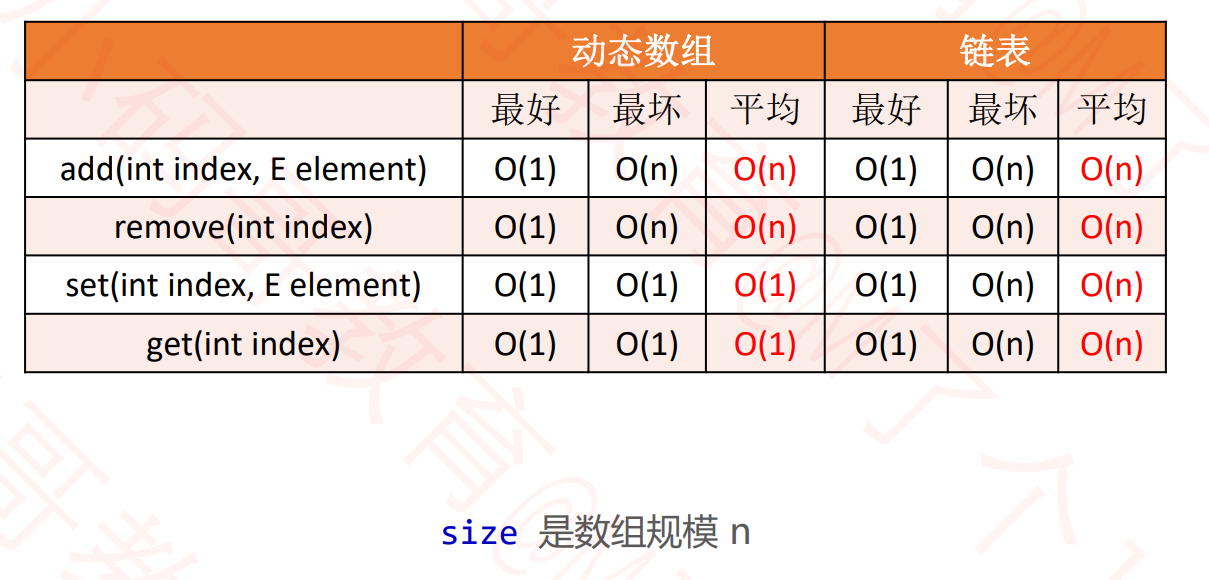 动态数组 链表
最好 最坏 平均 最好 最坏 平均
add(int index, E element) O(1) O(n) O(n) O(1) O(n) O(n)
remove(int index) O(1) O(n) O(n) O(1) O(n) O(n)
set(int index, E element) O(1) O(1) O(1) O(1) O(n) O(n)
get(int index) O(1) O(1) O(1) O(1) O(n) O(n)
size 是数组规模 n